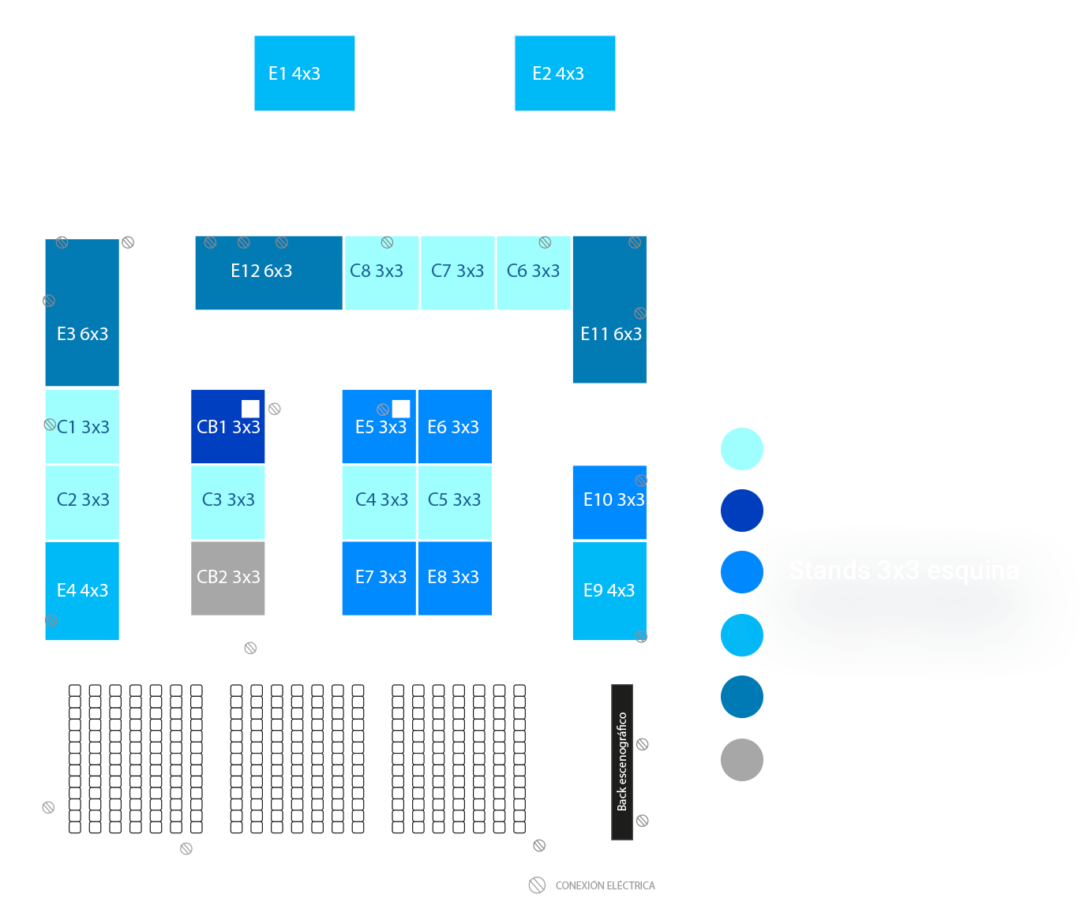 E1 4x3
E2 4x3
E12 6x3
C8 3x3
C7 3x3
C6 3x3
E3 6x3
E11 6x3
C1 3x3
CB1 3x3
E5 3x3
E6 3x3
C2 3x3
C3 3x3
C4 3x3
C5 3x3
E10 3x3
Stands 3x3 esquina
CB2 3x3
E7 3x3
E8 3x3
E4 4x3
E9 4x3
Back escenográfico
CONEXIÓN ELÉCTRICA